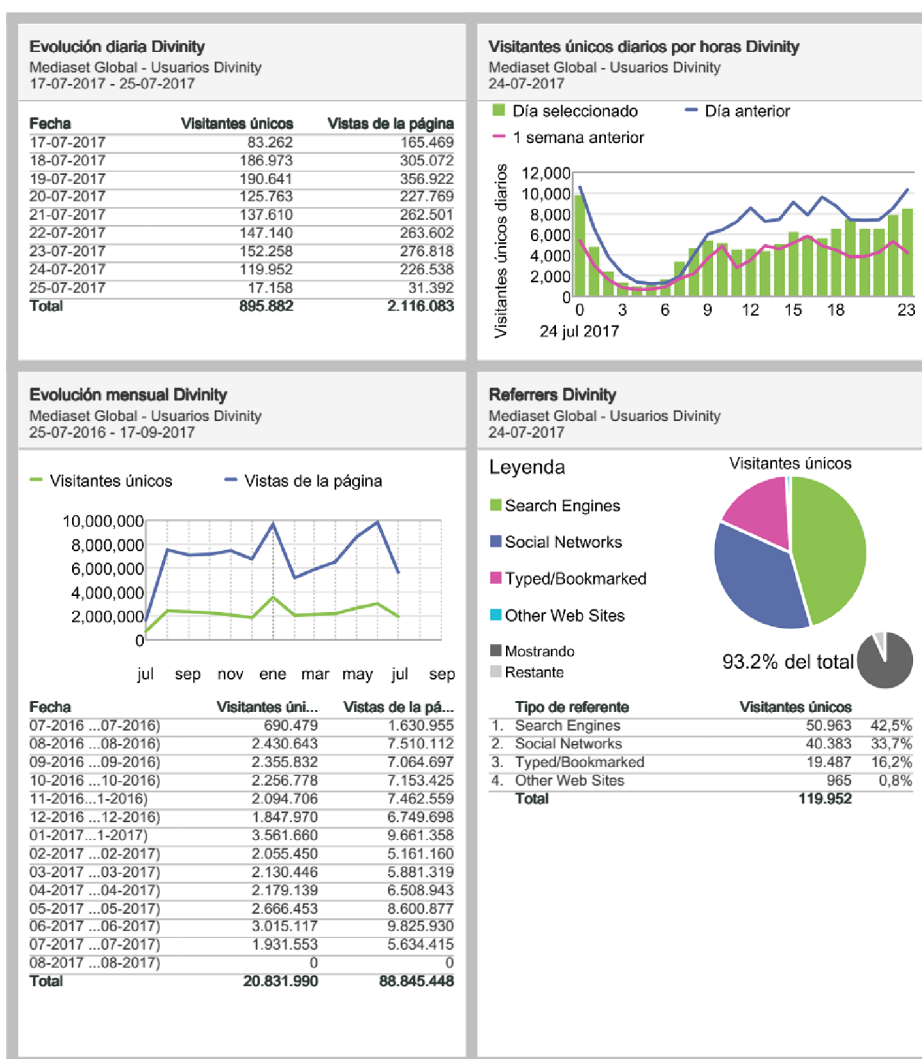 Evolución diaria Divinity
Mediaset Global - Usuarios Divinity
17-07-2017 - 25-07-2017
Fecha Visitantes únicos Vistas de la página
17-07-2017 83.262 165.469
18-07-2017 186.973 305.072
19-07-2017 190.641 356.922
20-07-2017 125.763 227.769
21-07-2017 137.610 262.501
22-07-2017 147.140 263.602
23-07-2017 152.258 276.818
24-07-2017 119.952 226.538
25-07-2017 17.158 31.392
Total 895.882 2.116.083
Visitantes únicos diarios por horas Divinity
Mediaset Global - Usuarios Divinity
24-07-2017
Día seleccionado Día anterior
1 semana anterior
Visitantes únicos diarios
12,000
10,000
8,000
6,000
4,000
2,000
0
0 3 6 9 12 15 18 23
24 jul 2017
Evolución mensual Divinity
Mediaset Global - Usuarios Divinity
25-07-2016 - 17-09-2017
Visitantes únicos Vistas de la página
10,000,000
8,000,000
6,000,000
4,000,000
2,000,000
0
jul sep nov ene mar may jul sep
Fecha Visitantes úni... Vistas de la pá...
07-2016 ...07-2016) 690.479 1.630.955
08-2016 ...08-2016) 2.430.643 7.510.112
09-2016 ...09-2016) 2.355.832 7.064.697
10-2016 ...10-2016) 2.256.778 7.153.425
11-2016...1-2016) 2.094.706 7.462.559
12-2016 ...12-2016) 1.847.970 6.749.698
01-2017...1-2017) 3.561.660 9.661.358
02-2017 ...02-2017) 2.055.450 5.161.160
03-2017 ...03-2017) 2.130.446 5.881.319
04-2017 ...04-2017) 2.179.139 6.508.943
05-2017 ...05-2017) 2.666.453 8.600.877
06-2017 ...06-2017) 3.015.117 9.825.930
07-2017 ...07-2017) 1.931.553 5.634.415
08-2017 ...08-2017) 0 0
Total 20.831.990 88.845.448
Referrers Divinity
Mediaset Global - Usuarios Divinity
24-07-2017
Leyenda
Visitantes únicos
Search Engines
Social Networks
Typed/Bookmarked
Other Web Sites
Mostrando
Restante
93.2% del total
Tipo de referente Visitantes únicos
1. Search Engines 50.963 42,5%
2. Social Networks 40.383 33,7%
3. Typed/Bookmarked 19.487 16,2%
4. Other Web Sites 965 0,8%
Total 119.952